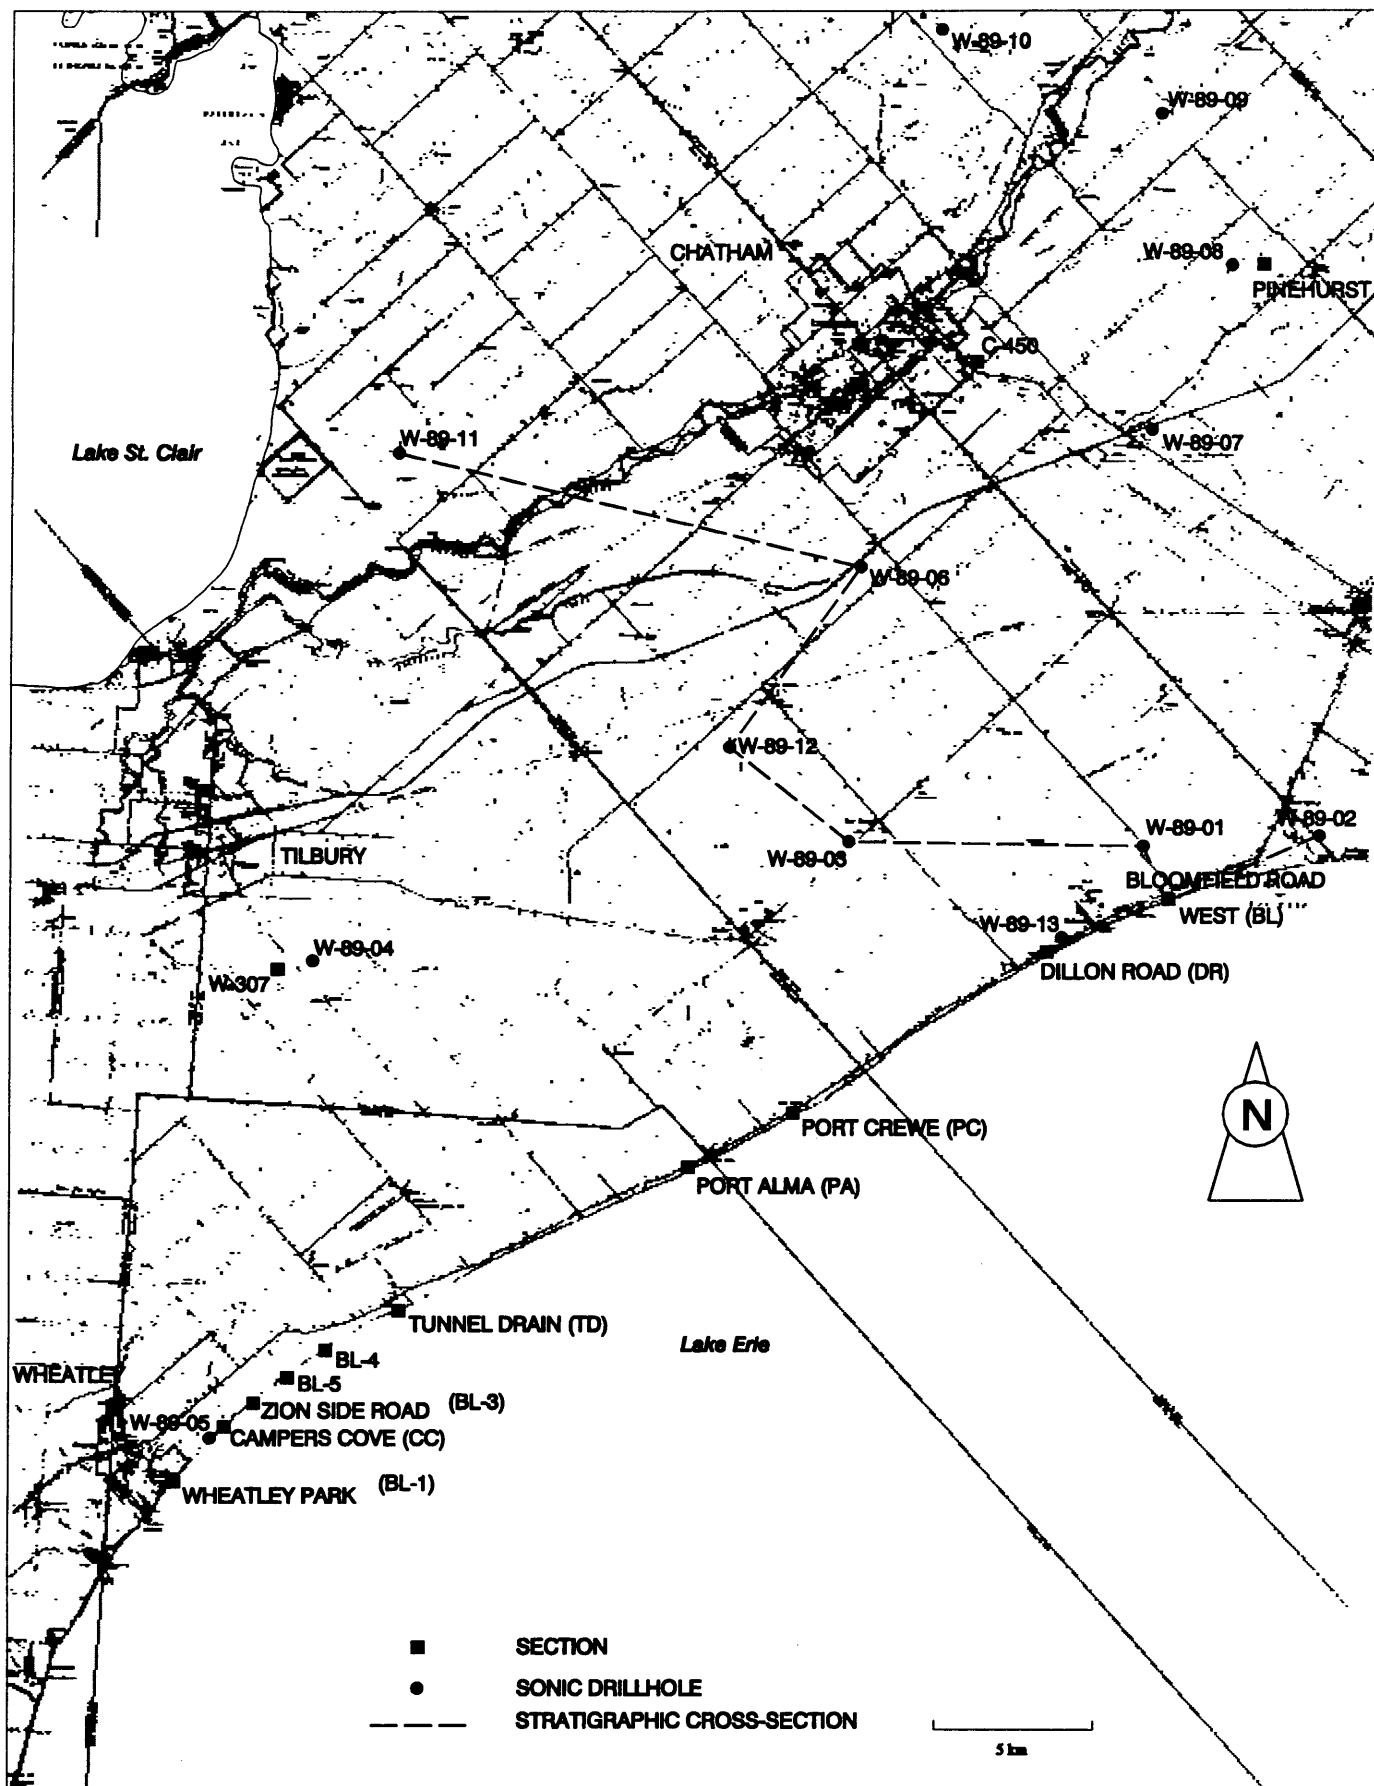 W-89-10
W-89-09
CHATHAM
W-89-08
PINEHURST
C-450
W-89-11
Lake St. Clair
W-89-07
W-89-06
W-89-12
W-89-02
W-89-01
TILBURY
W-89-03
BLOOMFIELD ROAD
WEST (BL)
W-89-13
W-89-04
DILLON ROAD (DR)
W-307
N
PORT CREWE (PC)
PORT ALMA (PA)
TUNNEL DRAIN (TD)
Lake Erie
BL-4
WHEATLEY
BL-5
ZION SIDE ROAD (BL-3)
W-89-05
CAMPERS COVE (CC)
WHEATLEY PARK (BL-1)
SECTION
SONIC DRILLHOLE
STRATIGRAPHIC CROSS-SECTION
5 km